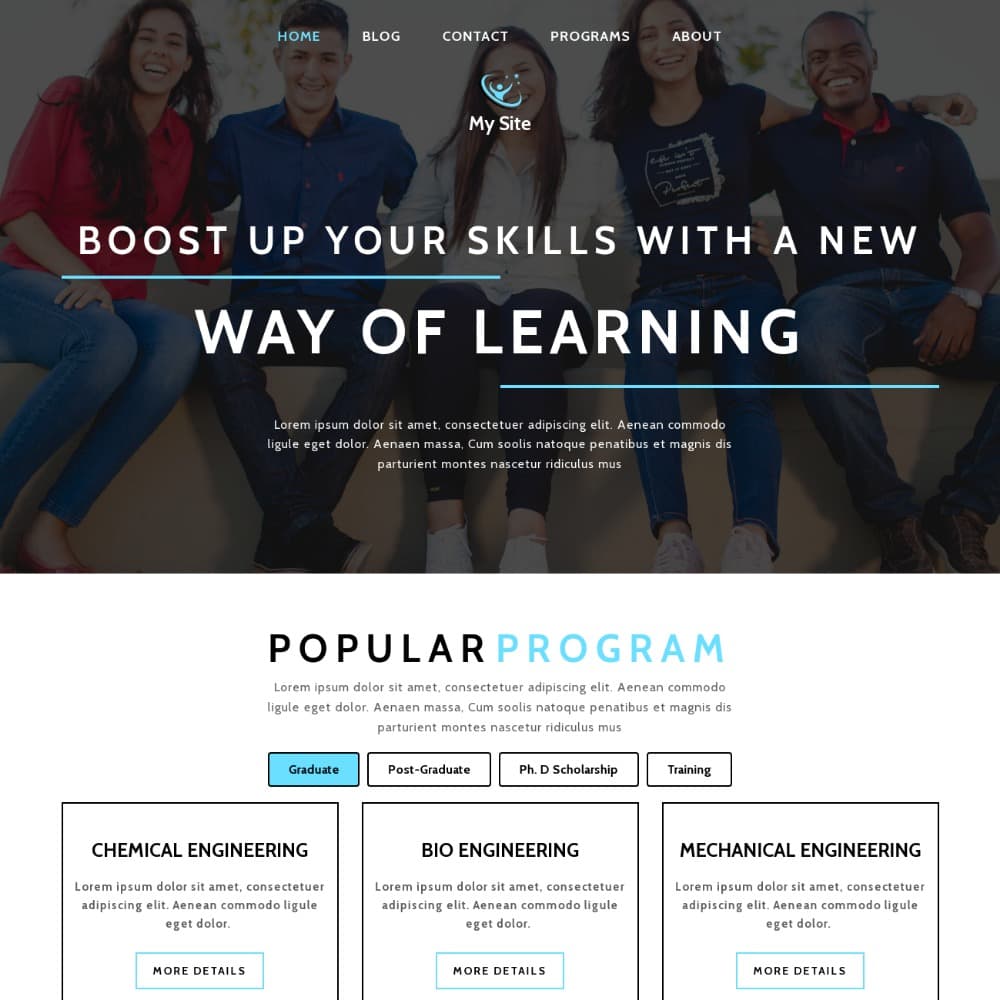 HOME BLOG CONTACT PROGRAMS ABOUT
My Site
BOOST UP YOUR SKILLS WITH A NEW
WAY OF LEARNING
Lorem ipsum dolor sit amet, consectetuer adipiscing elit. Aenean commodo
ligule eget dolor. Aenaen massa, Cum soolis natoque penatibus et magnis dis
parturient montes nascetur ridiculus mus
POPULAR PROGRAM
Lorem ipsum dolor sit amet, consectetuer adipiscing elit. Aenean commodo
ligule eget dolor. Aenaen massa, Cum soolis natoque penatibus et magnis dis
parturient montes nascetur ridiculus mus
Graduate Post-Graduate Ph. D Scholarship Training
CHEMICAL ENGINEERING
Lorem ipsum dolor sit amet, consectetuer
adipiscing elit. Aenean commodo ligule
eget dolor.
MORE DETAILS
BIO ENGINEERING
Lorem ipsum dolor sit amet, consectetuer
adipiscing elit. Aenean commodo ligule
eget dolor.
MORE DETAILS
MECHANICAL ENGINEERING
Lorem ipsum dolor sit amet, consectetuer
adipiscing elit. Aenean commodo ligule
eget dolor.
MORE DETAILS